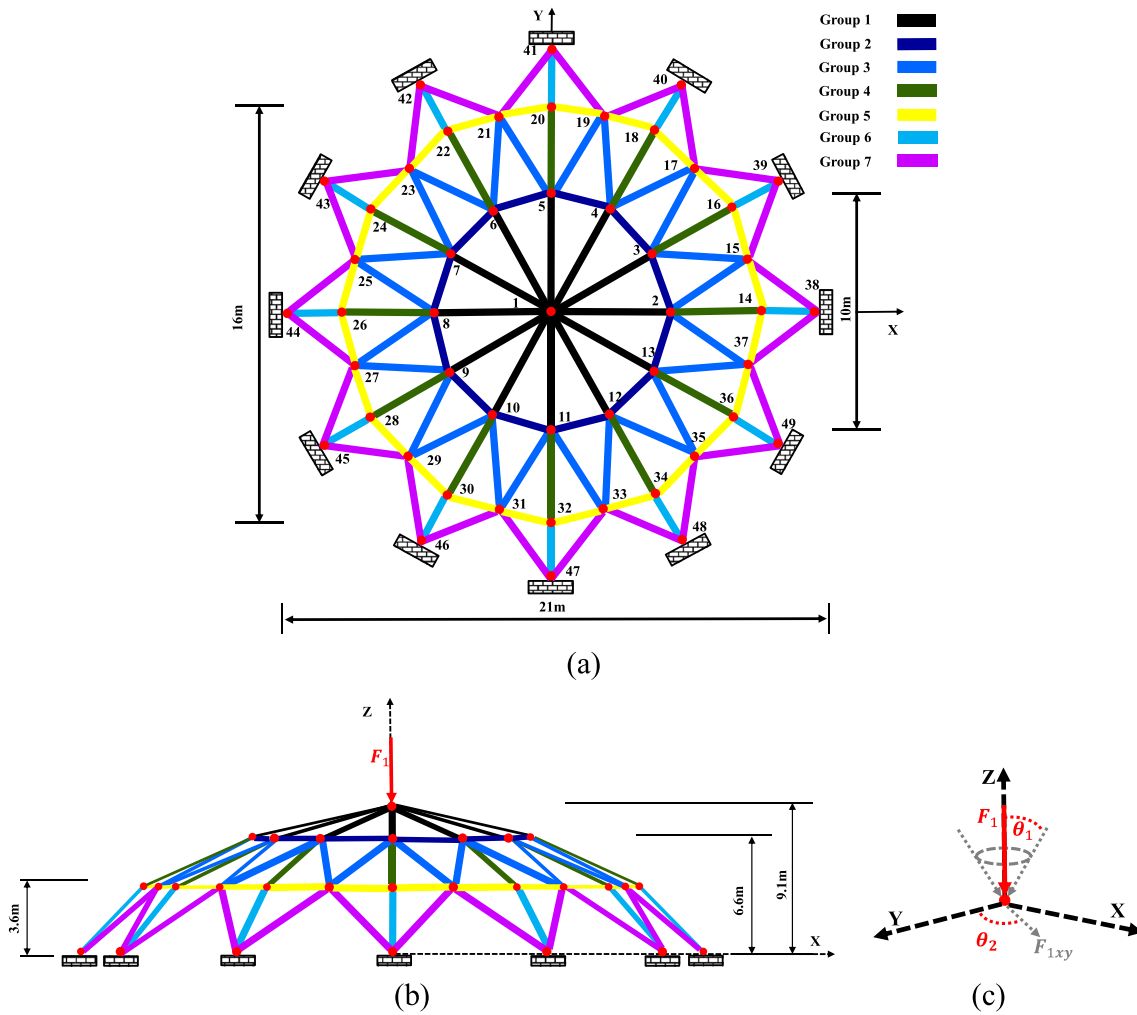 Y
41
Group 1
Group 2
Group 3
Group 4
Group 5
Group 6
Group 7
42
40
20
21
19
22
18
23
17
39
43
24
16
5
6
4
7
3
15
25
16m
10m
1
2
14
38
X
8
26
44
13
37
27
9
36
49
28
10
12
11
45
35
29
34
30
31
32
33
46
48
47
21m
(a)
Z
F₁
3.6m
6.6m
9.1m
X
(b)
Z
F₁
θ₁
Y
X
θ₂
F₁ₓᵧ
(c)